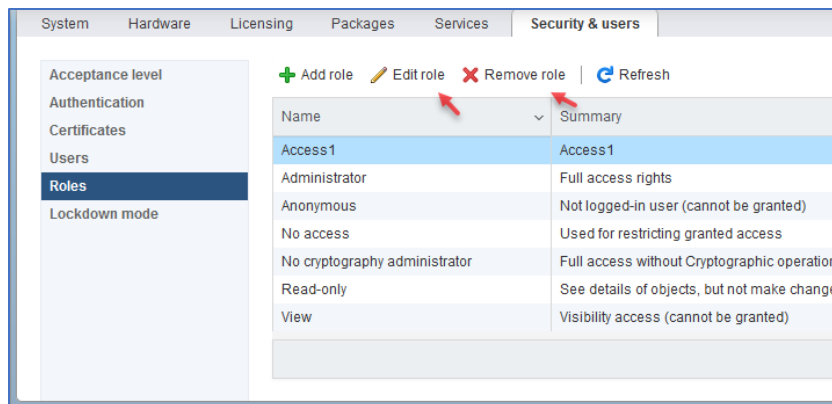 System Hardware Licensing Packages Services Security & users
Acceptance level
Authentication
Certificates
Users
Roles
Lockdown mode
Add role Edit role Remove role Refresh
Name Summary
Access1 Access1
Administrator Full access rights
Anonymous Not logged-in user (cannot be granted)
No access Used for restricting granted access
No cryptography administrator Full access without Cryptographic operation
Read-only See details of objects, but not make change
View Visibility access (cannot be granted)